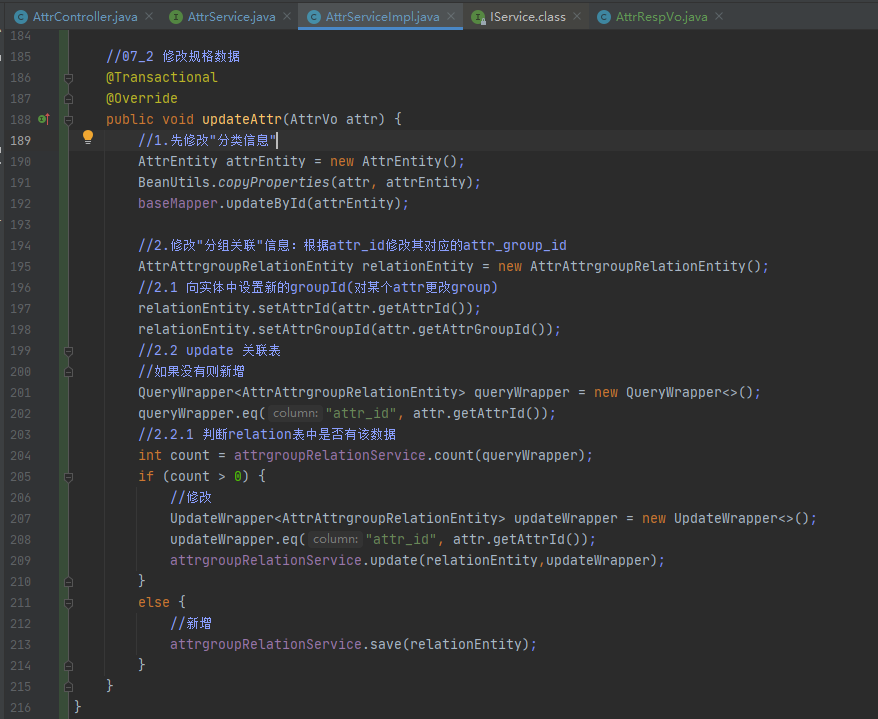 AttrController.java AttrService.java AttrServiceImpl.java IService.class AttrRespVo.java
184
185 //07_2 修改规格数据
186 @Transactional
187 @Override
188 public void updateAttr(AttrVo attr) {
189 //1.先修改"分类信息"
190 AttrEntity attrEntity = new AttrEntity();
191 BeanUtils.copyProperties(attr, attrEntity);
192 baseMapper.updateById(attrEntity);
193
194 //2.修改"分组关联"信息: 根据attr_id修改其对应的attr_group_id
195 AttrAttrgroupRelationEntity relationEntity = new AttrAttrgroupRelationEntity();
196 //2.1 向实体中设置新的groupId(对某个attr更改group)
197 relationEntity.setAttrId(attr.getAttrId());
198 relationEntity.setAttrGroupId(attr.getAttrGroupId());
199 //2.2 update 关联表
200 //如果没有则新增
201 QueryWrapper<AttrAttrgroupRelationEntity> queryWrapper = new QueryWrapper<>();
202 queryWrapper.eq( column: "attr_id", attr.getAttrId());
203 //2.2.1 判断relation表中是否有该数据
204 int count = attrgroupRelationService.count(queryWrapper);
205 if (count > 0) {
206 //修改
207 UpdateWrapper<AttrAttrgroupRelationEntity> updateWrapper = new UpdateWrapper<>();
208 updateWrapper.eq( column: "attr_id", attr.getAttrId());
209 attrgroupRelationService.update(relationEntity,updateWrapper);
210 }
211 else {
212 //新增
213 attrgroupRelationService.save(relationEntity);
214 }
215 }
216 }